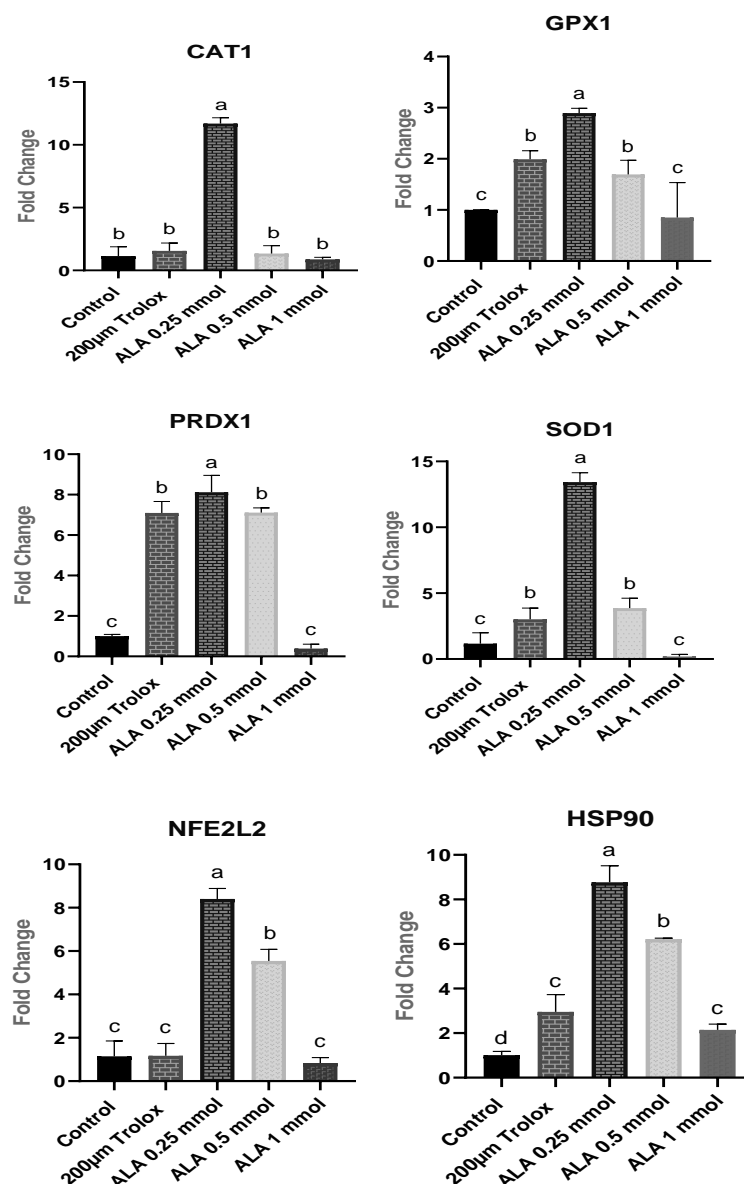 CAT1
Fold Change
15
10
5
0
b
b
a
b
b
Control
200µm Trolox
ALA 0.25 mmol
ALA 0.5 mmol
ALA 1 mmol
GPX1
Fold Change
4
3
2
1
0
c
b
a
b
c
Control
200µm Trolox
ALA 0.25 mmol
ALA 0.5 mmol
ALA 1 mmol
PRDX1
Fold Change
10
8
6
4
2
0
c
b
a
b
c
Control
200µm Trolox
ALA 0.25 mmol
ALA 0.5 mmol
ALA 1 mmol
SOD1
Fold Change
15
10
5
0
c
b
a
b
c
Control
200µm Trolox
ALA 0.25 mmol
ALA 0.5 mmol
ALA 1 mmol
NFE2L2
Fold Change
10
8
6
4
2
0
c
c
a
b
c
Control
200µm Trolox
ALA 0.25 mmol
ALA 0.5 mmol
ALA 1 mmol
HSP90
Fold Change
10
8
6
4
2
0
d
c
a
b
c
Control
200µm Trolox
ALA 0.25 mmol
ALA 0.5 mmol
ALA 1 mmol